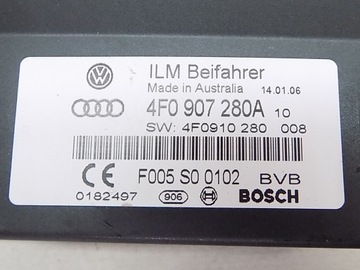 ILM Beifahrer
Made in Australia 14.01.06
4F0 907 280A 10
SW: 4F0910 280 008
CE F005 S0 0102 BVB
0182497 906 BOSCH